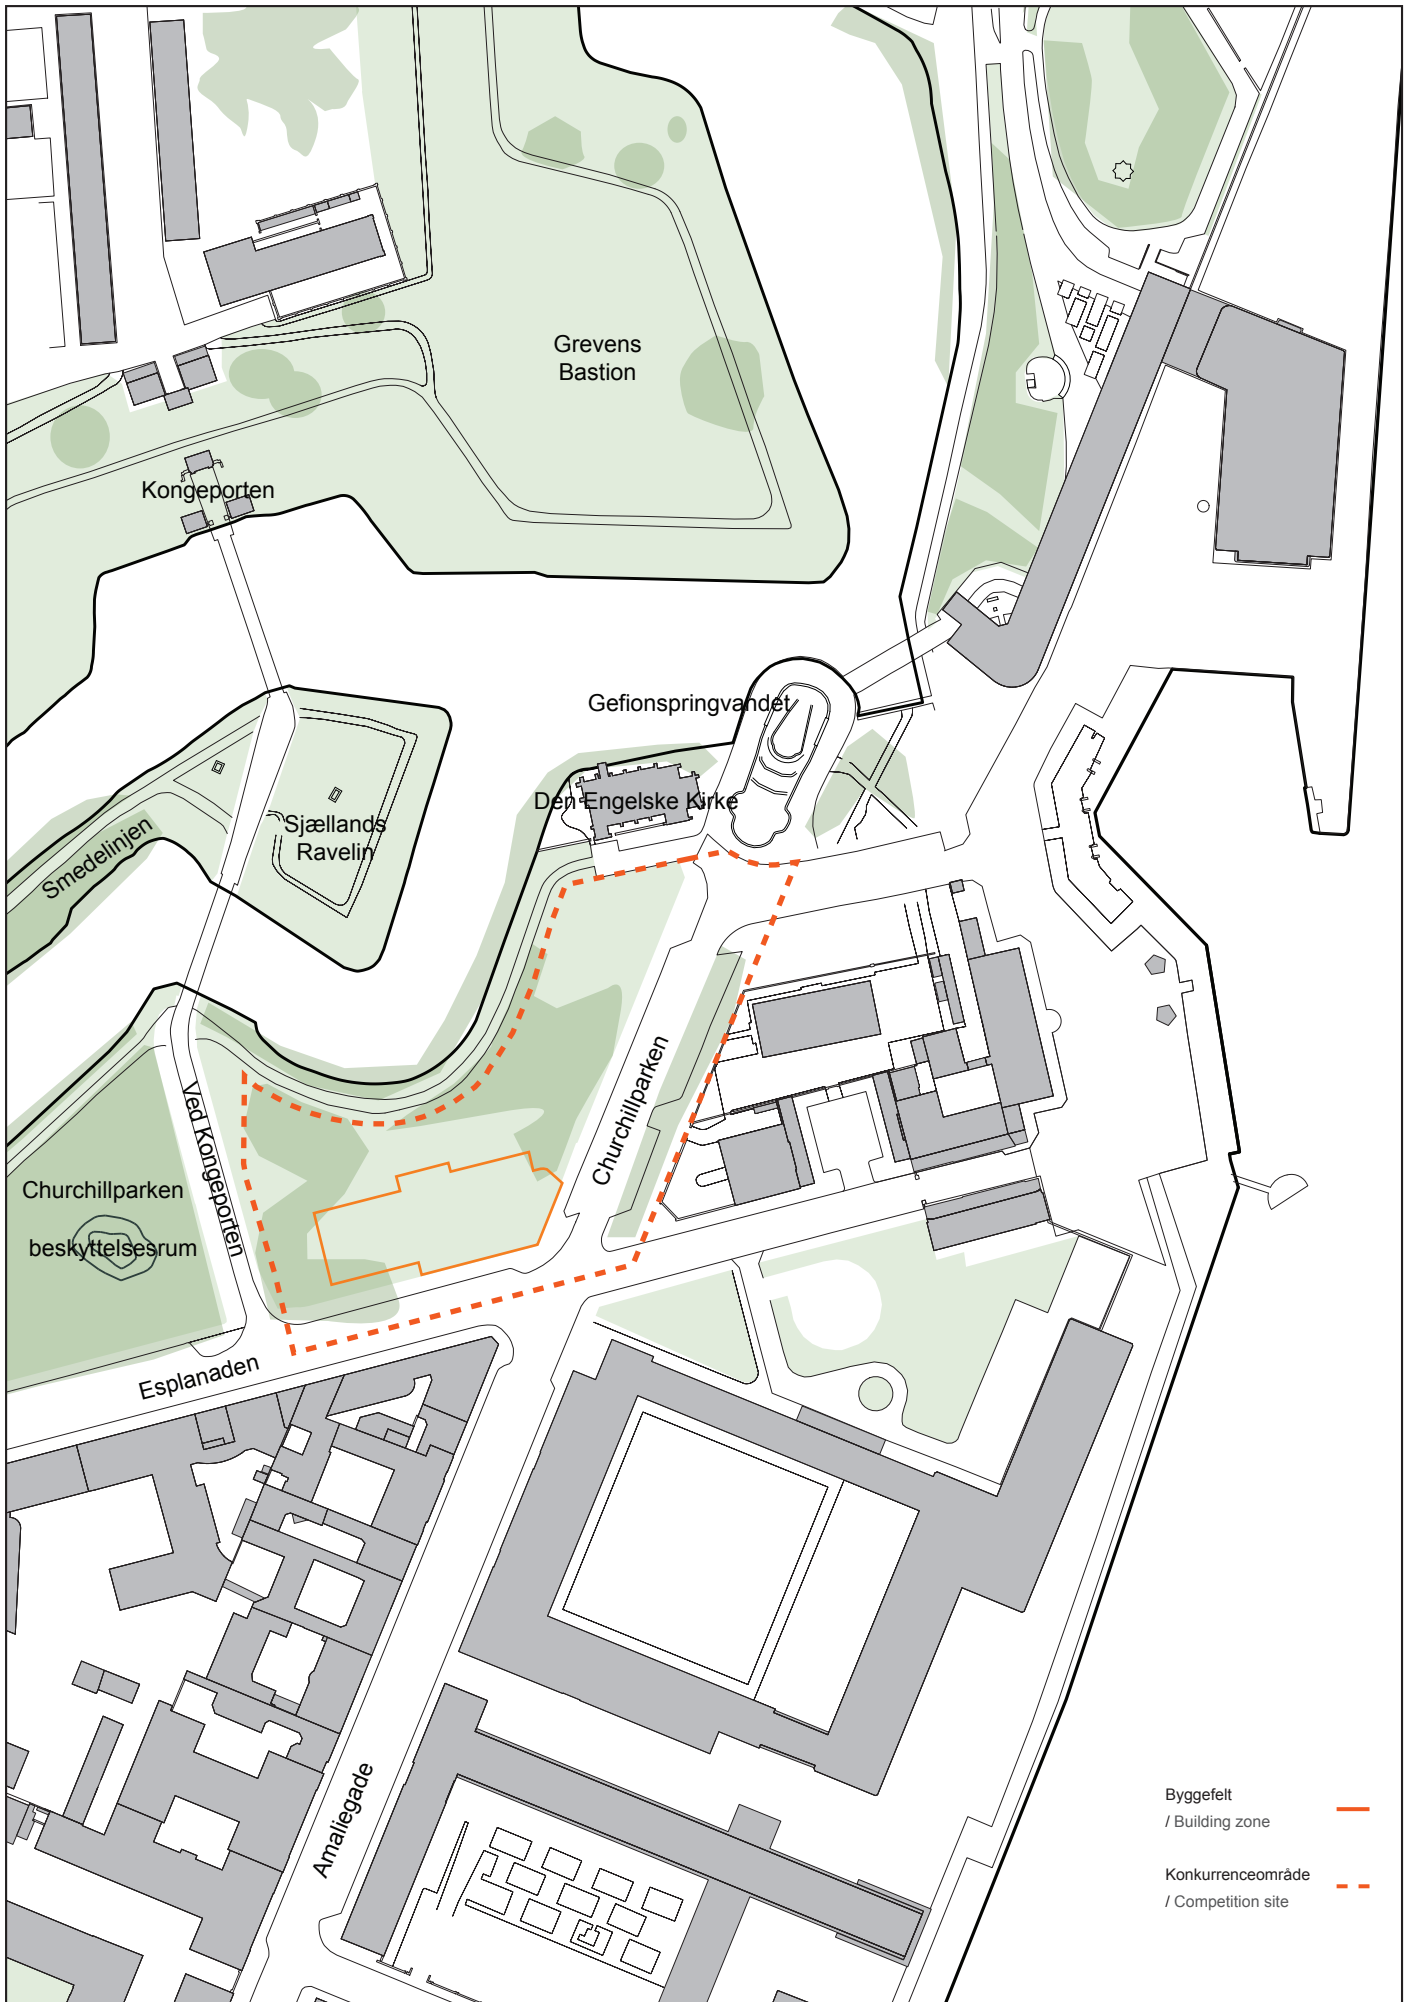 Grevens
Bastion
Kongeporten
Gefionspringvandet
Den Engelske Kirke
Sjællands
Ravelin
Smedelinjen
Churchillparken
Ved Kongeporten
Churchillparken
beskyttelsesrum
Esplanaden
Amaliegade
Byggefelt
/ Building zone
Konkurrenceområde
/ Competition site